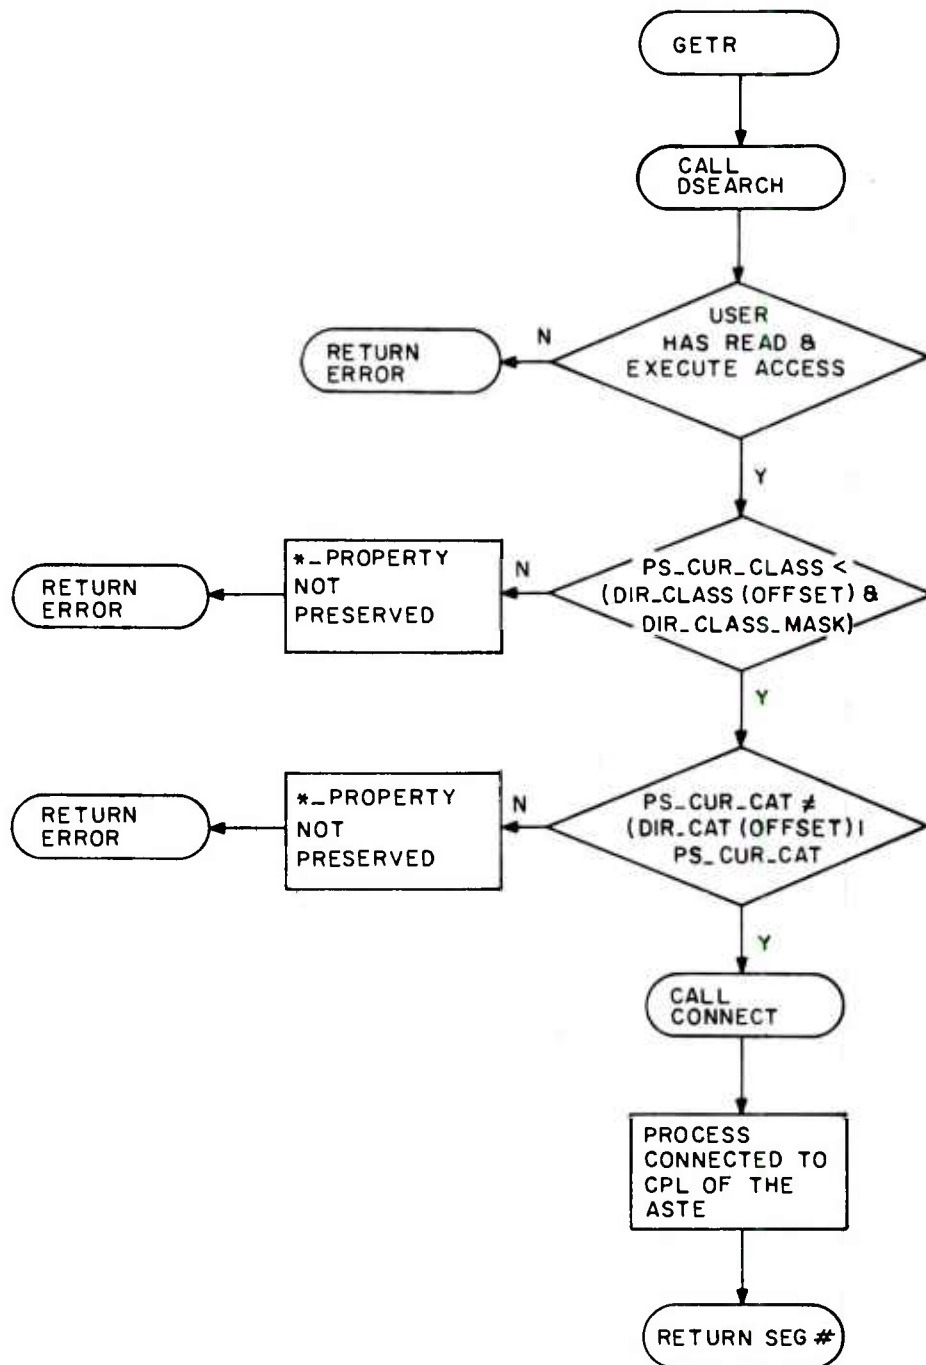 GETR
CALL
DSEARCH
USER
HAS READ &
EXECUTE ACCESS
N
RETURN
ERROR
Y
PS_CUR_CLASS <
(DIR_CLASS (OFFSET) &
DIR_CLASS_MASK)
N
*_PROPERTY
NOT
PRESERVED
RETURN
ERROR
Y
PS_CUR_CAT ≠
(DIR_CAT (OFFSET) |
PS_CUR_CAT
N
*_PROPERTY
NOT
PRESERVED
RETURN
ERROR
Y
CALL
CONNECT
PROCESS
CONNECTED TO
CPL OF THE
ASTE
RETURN SEG #